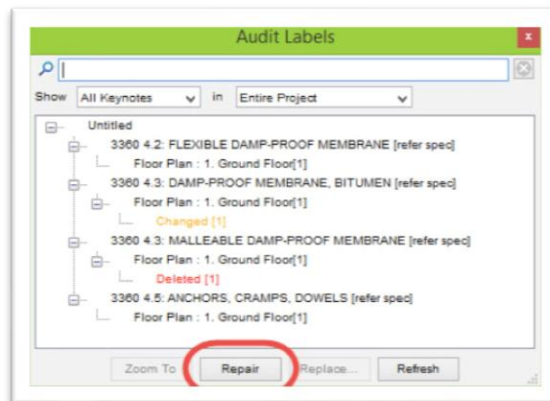 Audit Labels
x
Show All Keynotes in Entire Project
Untitled
3360 4.2: FLEXIBLE DAMP-PROOF MEMBRANE [refer spec]
Floor Plan : 1. Ground Floor[1]
3360 4.3: DAMP-PROOF MEMBRANE, BITUMEN [refer spec]
Floor Plan : 1. Ground Floor[1]
Changed [1]
3360 4.3: MALLEABLE DAMP-PROOF MEMBRANE [refer spec]
Floor Plan : 1. Ground Floor[1]
Deleted [1]
3360 4.5: ANCHORS, CRAMPS, DOWELS [refer spec]
Floor Plan : 1. Ground Floor[1]
Zoom To Repair Replace... Refresh